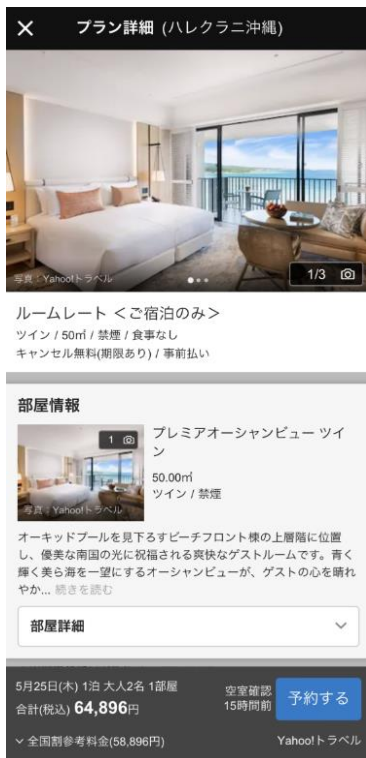 × プラン詳細 (ハレクラニ沖縄)
写真：Yahoo!トラベル
1/3
ルームレート ＜ご宿泊のみ＞
ツイン / 50㎡ / 禁煙 / 食事なし
キャンセル無料(期限あり) / 事前払い
部屋情報
1
写真：Yahoo!トラベル
プレミアオーシャンビュー ツイ
ン
50.00㎡
ツイン / 禁煙
オーキッドプールを見下ろすビーチフロント棟の上層階に位置
し、優美な南国の光に祝福される爽快なゲストルームです。青く
輝く美ら海を一望にするオーシャンビューが、ゲストの心を晴れ
やか... 続きを読む
部屋詳細
5月25日(木) 1泊 大人2名 1部屋
合計(税込) 64,896円
空室確認
15時間前
予約する
全国割参考料金(58,896円)
Yahoo!トラベル